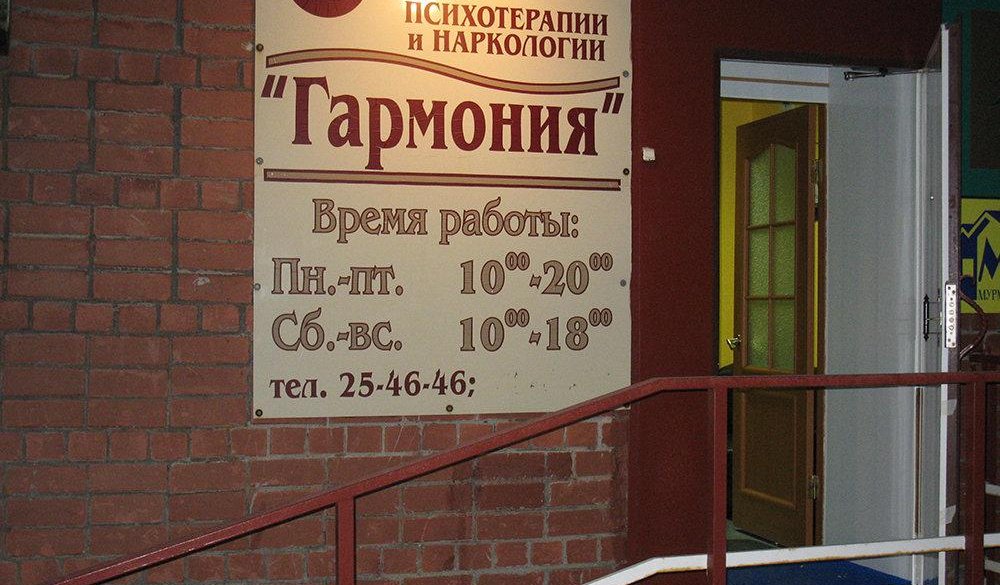 ПСИХОТЕРАПИИ
и НАРКОЛОГИИ
"Гармония"
Время работы:
Пн.-пт. 10⁰⁰-20⁰⁰
Сб.-вс. 10⁰⁰-18⁰⁰
тел. 25-46-46;